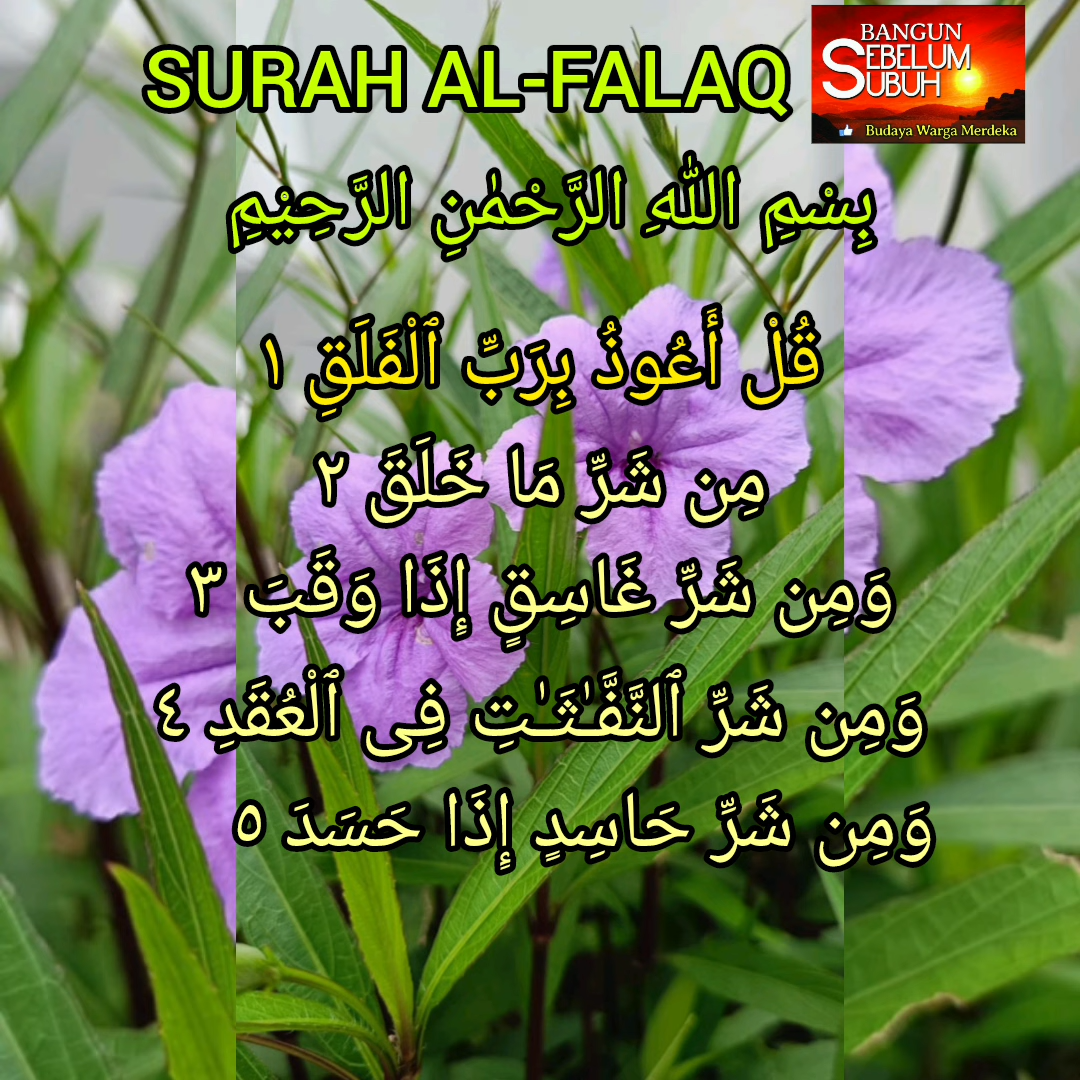 SURAH AL-FALAQ
BANGUN
SEBELUM
SUBUH
Budaya Warga Merdeka
بِسْمِ اللّٰهِ الرَّحْمٰنِ الرَّحِيْمِ
قُلْ أَعُوذُ بِرَبِّ ٱلْفَلَقِ ١
مِن شَرِّ مَا خَلَقَ ٢
وَمِن شَرِّ غَاسِقٍ إِذَا وَقَبَ ٣
وَمِن شَرِّ ٱلنَّفَّـٰثَـٰتِ فِى ٱلْعُقَدِ ٤
وَمِن شَرِّ حَاسِدٍ إِذَا حَسَدَ ٥